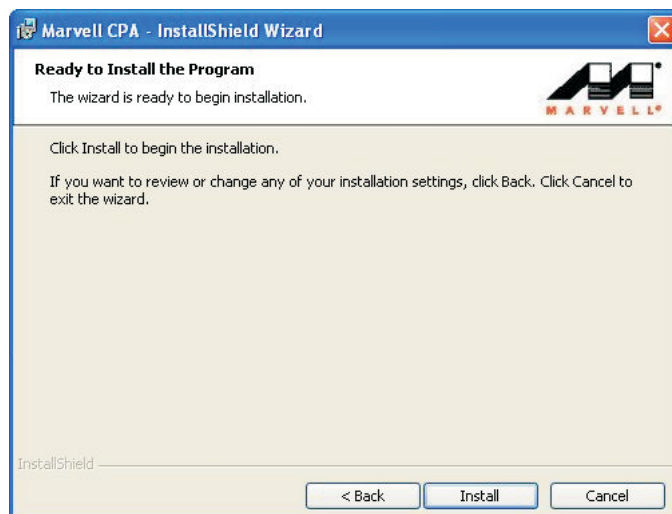 Marvell CPA - InstallShield Wizard
Ready to Install the Program
The wizard is ready to begin installation.
MARVELL®
Click Install to begin the installation.
If you want to review or change any of your installation settings, click Back. Click Cancel to
exit the wizard.
InstallShield
< Back Install Cancel